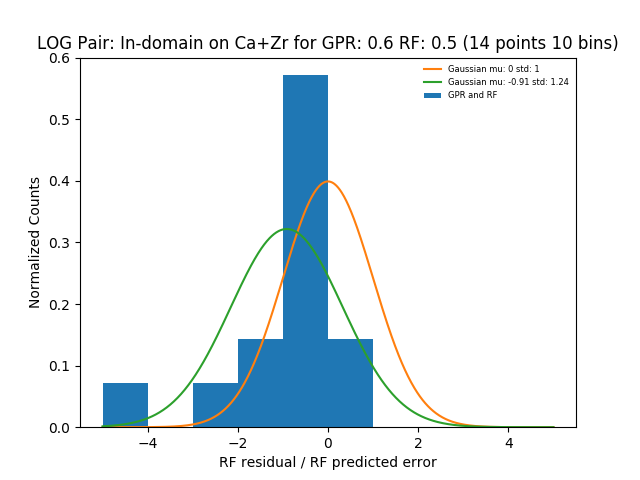 LOG Pair: In-domain on Ca+Zr for GPR: 0.6 RF: 0.5 (14 points 10 bins)
Gaussian mu: 0 std: 1
Gaussian mu: -0.91 std: 1.24
GPR and RF
0.6
0.5
0.4
0.3
0.2
0.1
0.0
Normalized Counts
−4 −2 0 2 4
RF residual / RF predicted error